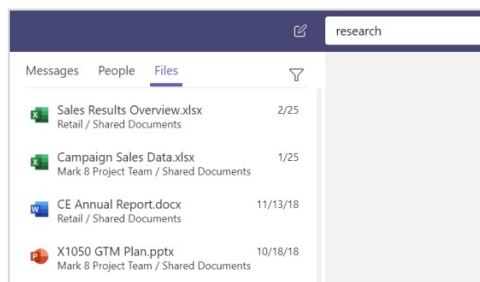 research
Messages People Files
Sales Results Overview.xlsx 2/25
Retail / Shared Documents
Campaign Sales Data.xlsx 1/25
Mark 8 Project Team / Shared Documents
CE Annual Report.docx 11/13/18
Retail / Shared Documents
X1050 GTM Plan.pptx 10/18/18
Mark 8 Project Team / Shared Documents